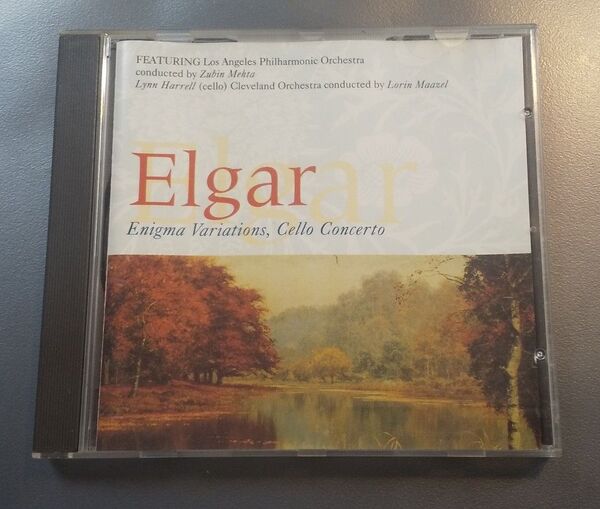 FEATURING Los Angeles Philharmonic Orchestra
conducted by Zubin Mehta
Lynn Harrell (cello) Cleveland Orchestra conducted by Lorin Maazel
Elgar
Elgar
Enigma Variations, Cello Concerto